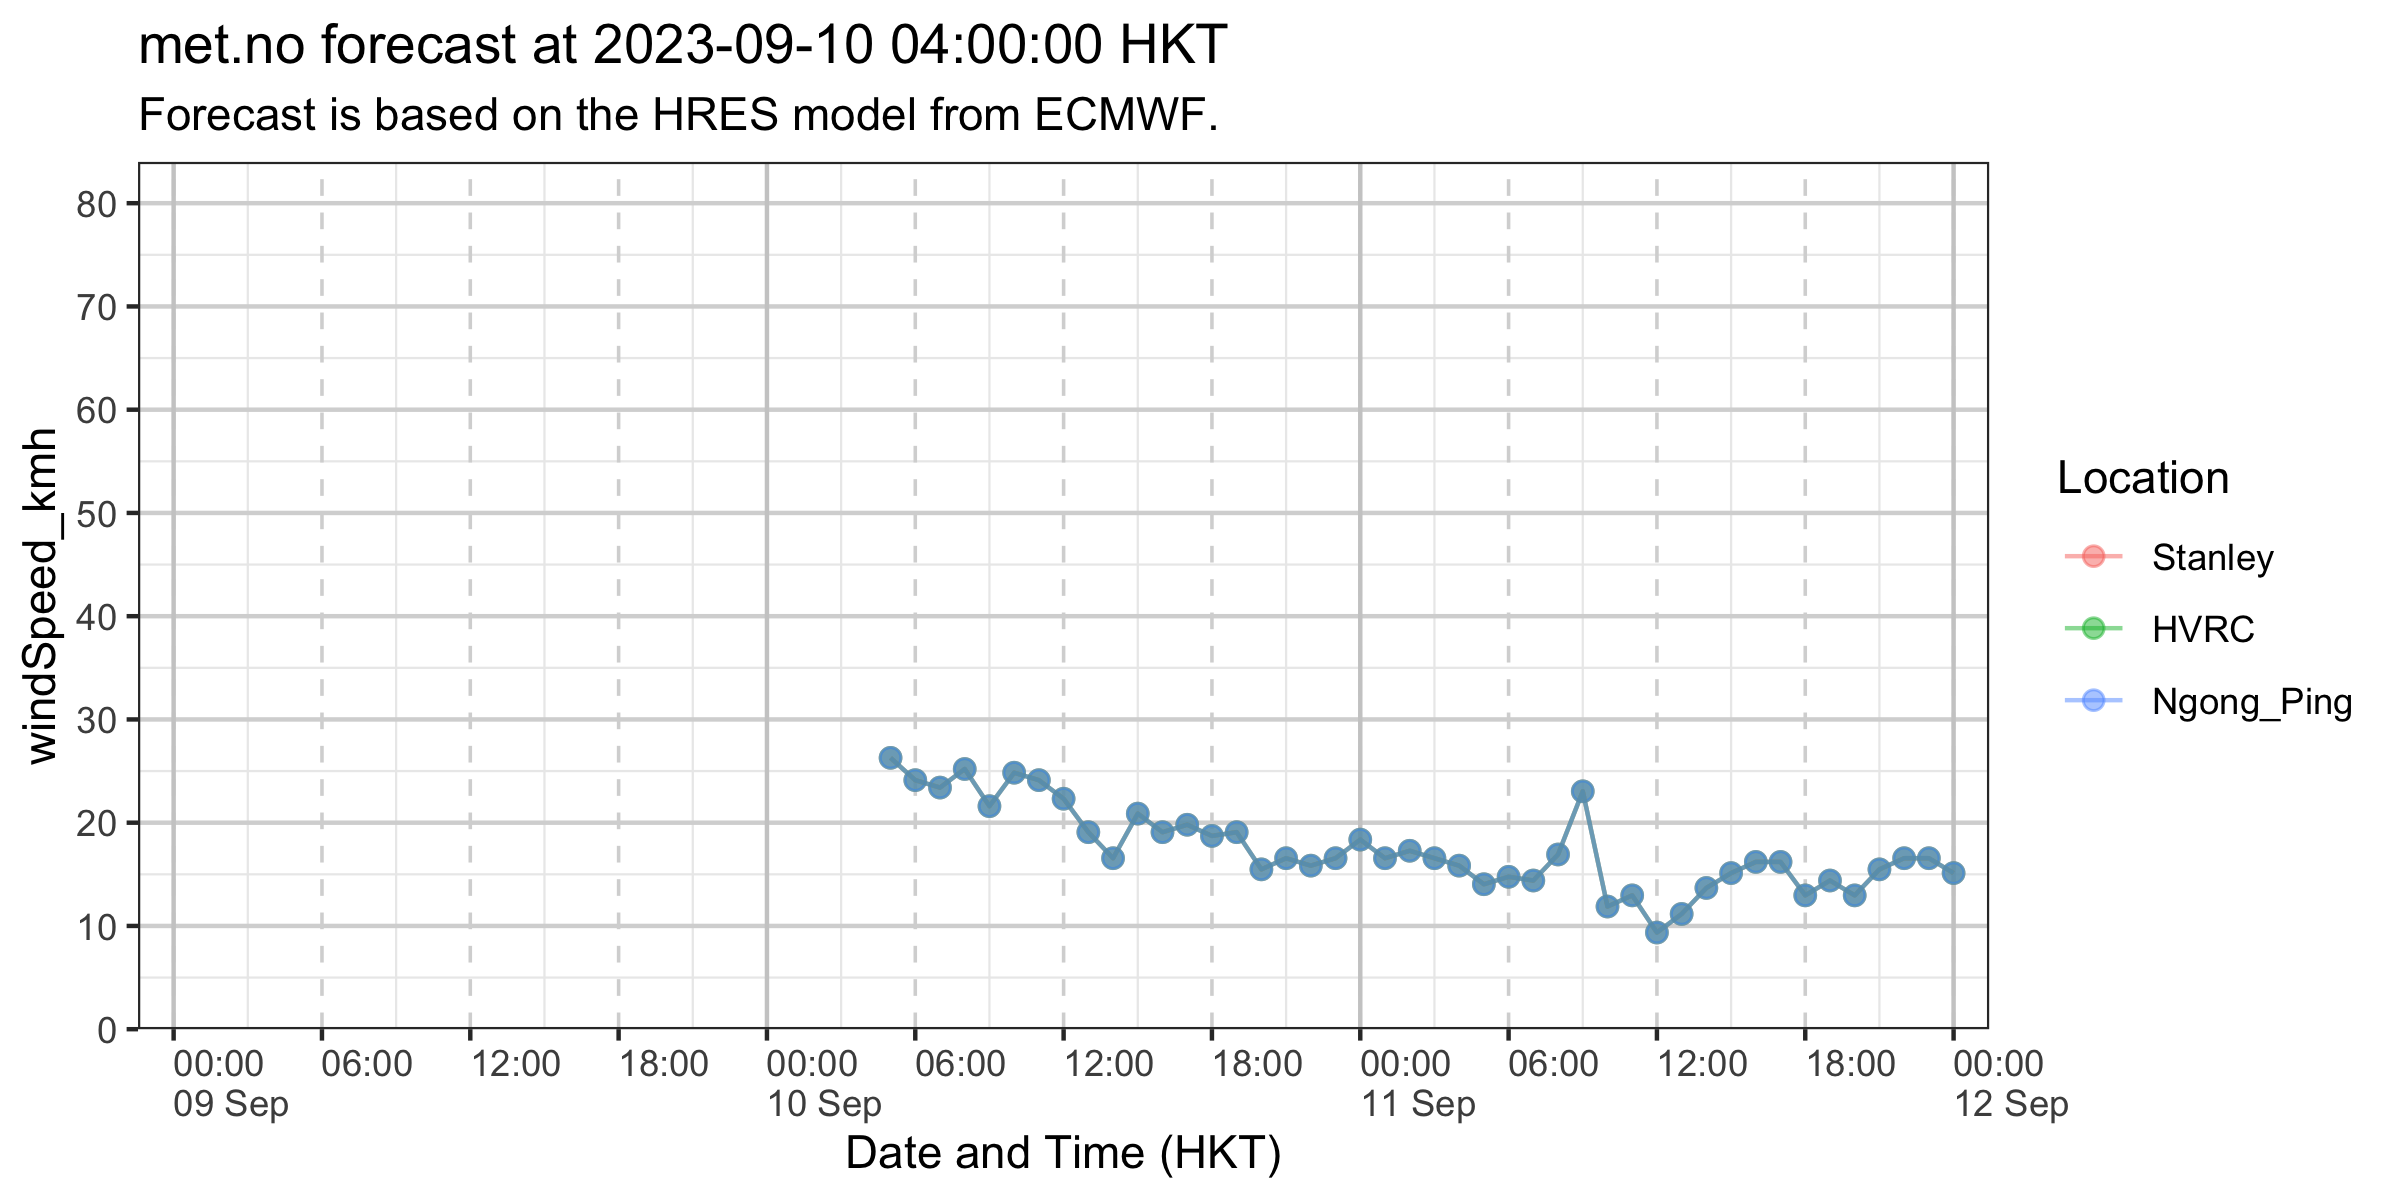 met.no forecast at 2023-09-10 04:00:00 HKT
Forecast is based on the HRES model from ECMWF.
windSpeed_kmh
80
70
60
50
40
30
20
10
0
00:00 06:00 12:00 18:00 00:00 06:00 12:00 18:00 00:00 06:00 12:00 18:00 00:00
09 Sep 10 Sep 11 Sep 12 Sep
Date and Time (HKT)
Location
Stanley
HVRC
Ngong_Ping